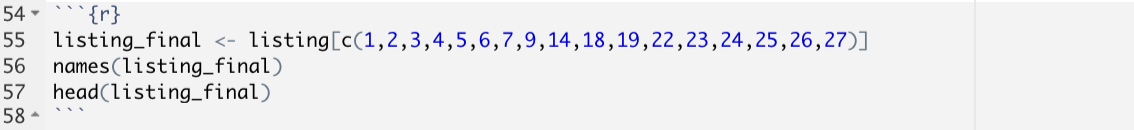 54 ```{r}
55 listing_final <- listing[c(1,2,3,4,5,6,7,9,14,18,19,22,23,24,25,26,27)]
56 names(listing_final)
57 head(listing_final)
58 ```